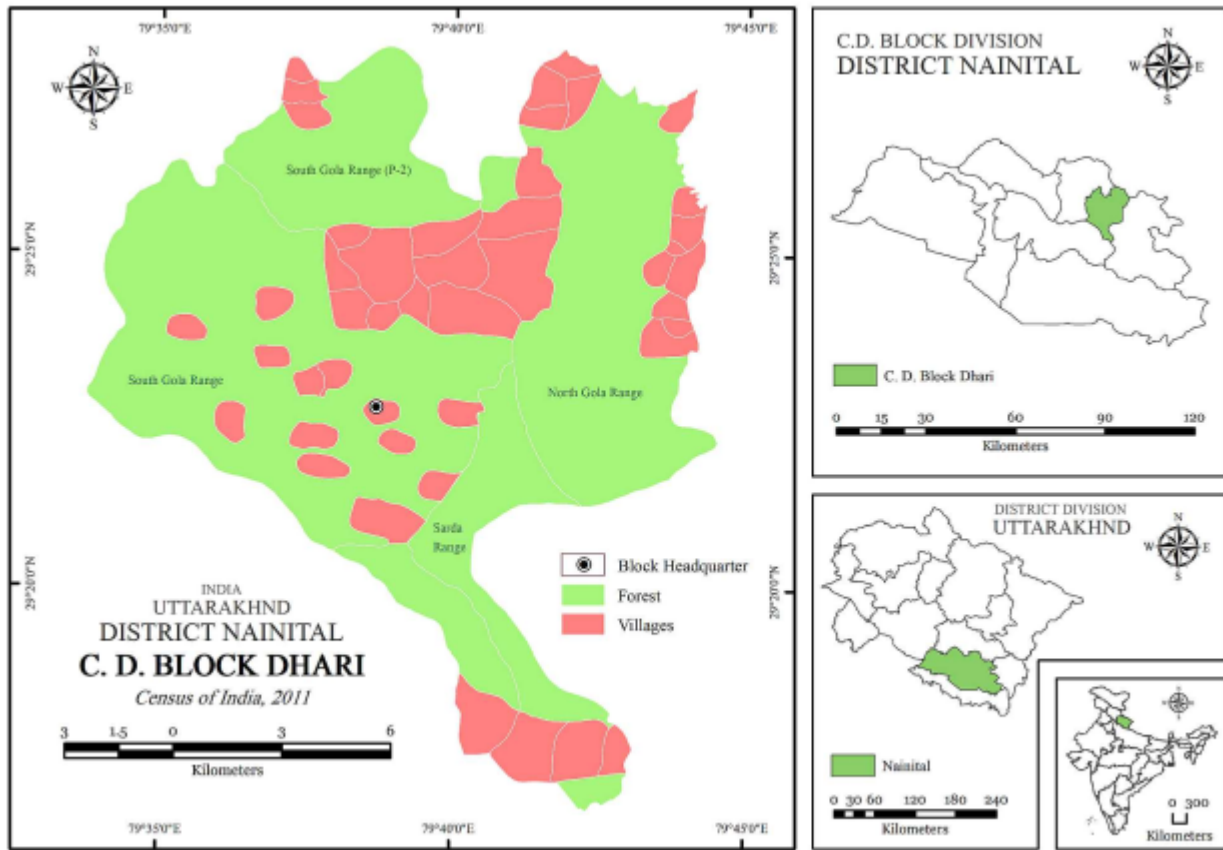 79°35'0"E
79°40'0"E
79°45'0"E
N
W
E
S
South Gola Range (P-2)
29°25'0"N
29°25'0"N
South Gola Range
North Gola Range
Sarda
Range
29°20'0"N
29°20'0"N
Block Headquarter
Forest
Villages
INDIA
UTTARAKHND
DISTRICT NAINITAL
C. D. BLOCK DHARI
Census of India, 2011
3 1.5 0 3 6
Kilometers
79°35'0"E
79°40'0"E
79°45'0"E
C.D. BLOCK DIVISION
DISTRICT NAINITAL
N
W
E
S
C. D. Block Dhari
0 15 30 60 90 120
Kilometers
DISTRICT DIVISION
UTTARAKHND
N
W
E
S
Nainital
0 30 60 120 180 240
Kilometers
0 300
Kilometers